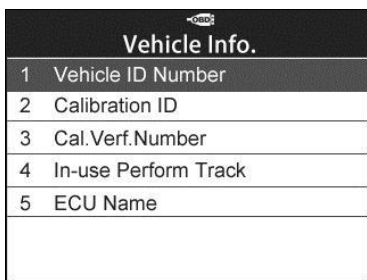 OBD
Vehicle Info.
1 Vehicle ID Number
2 Calibration ID
3 Cal.Verf.Number
4 In-use Perform Track
5 ECU Name